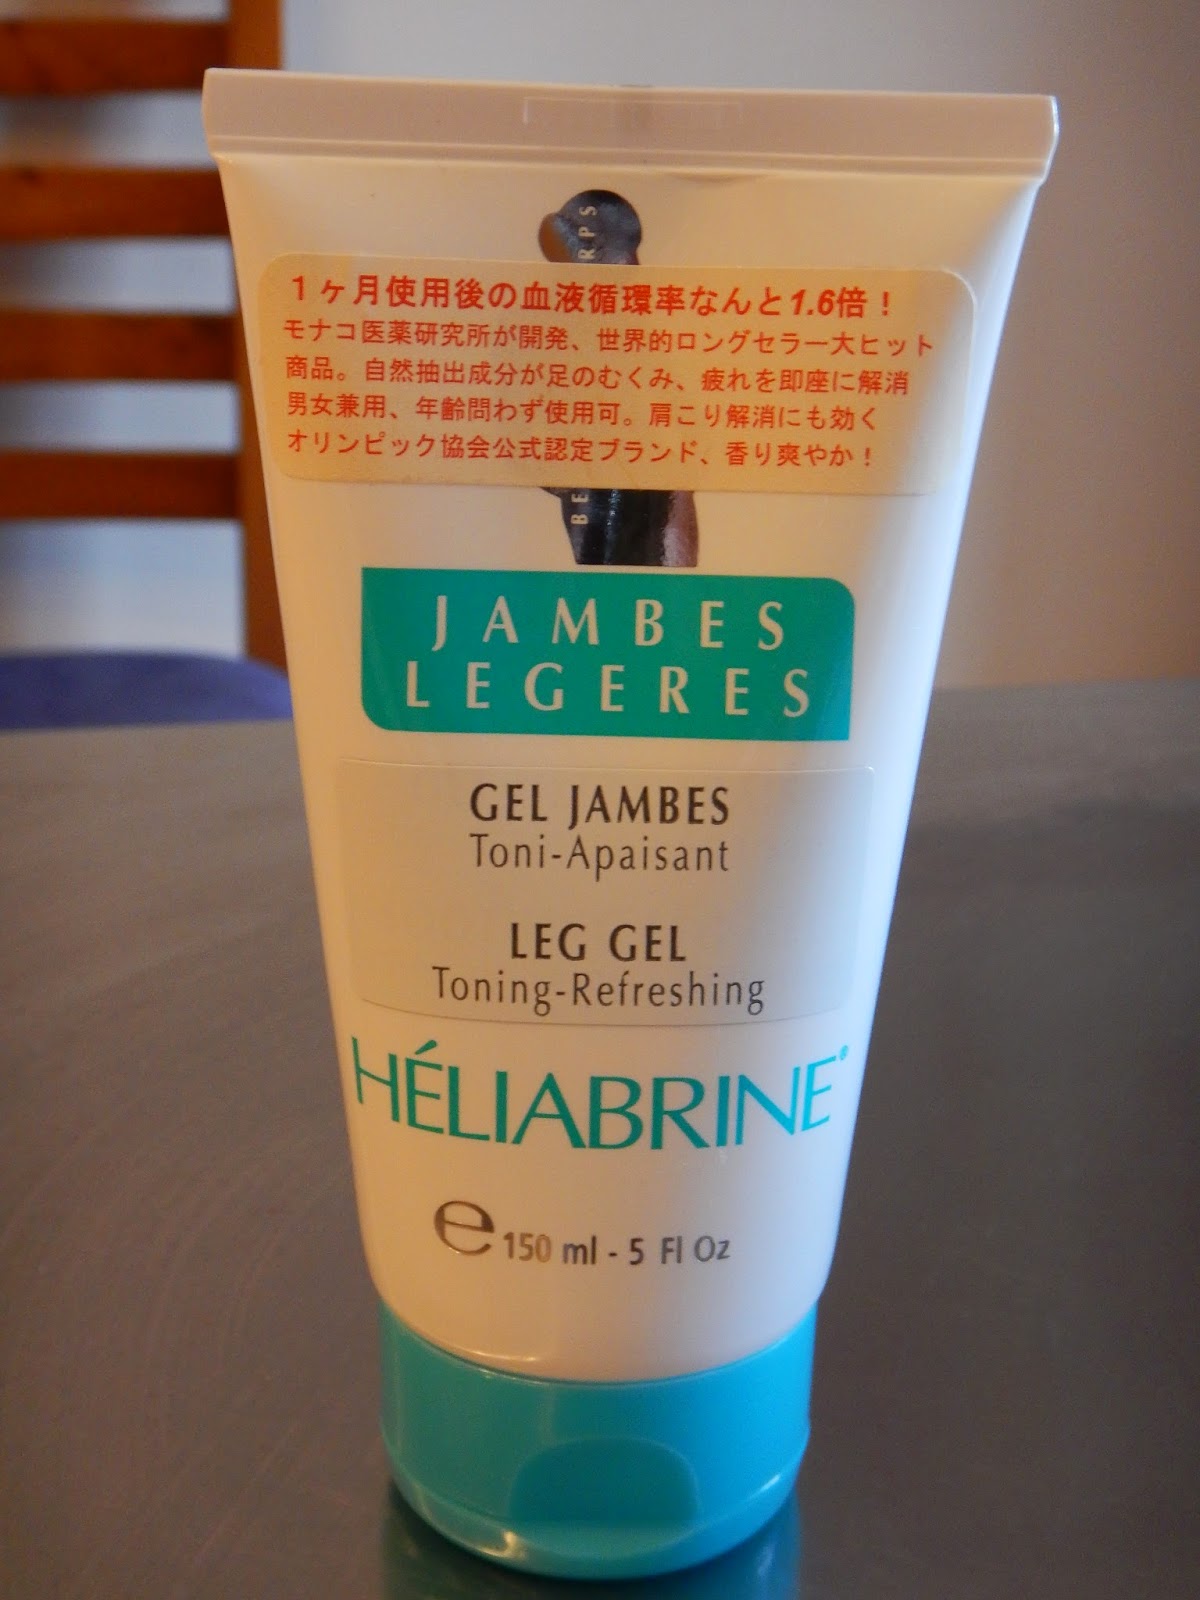 RPS
１ヶ月使用後の血液循環率なんと1.6倍！
モナコ医薬研究所が開発、世界的ロングセラー大ヒット
商品。自然抽出成分が足のむくみ、疲れを即座に解消
男女兼用、年齢問わず使用可。肩こり解消にも効く
オリンピック協会公式認定ブランド、香り爽やか！
BE
JAMBES
LEGERES
GEL JAMBES
Toni-Apaisant
LEG GEL
Toning-Refreshing
HÉLIABRINE®
e 150 ml - 5 Fl Oz